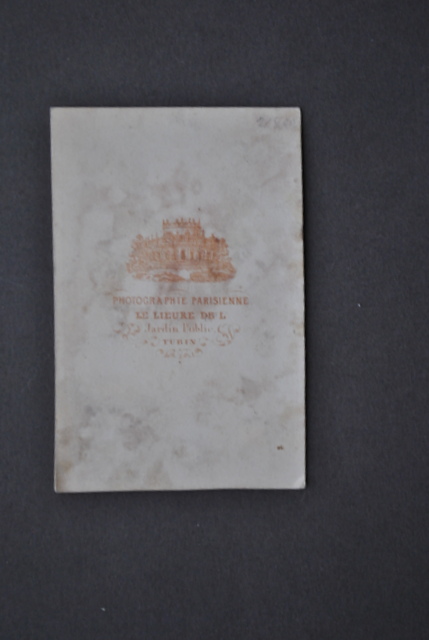 PHOTOGRAPHIE PARISIENNE
LE LIEURE DE L
Jardin Public
TURIN